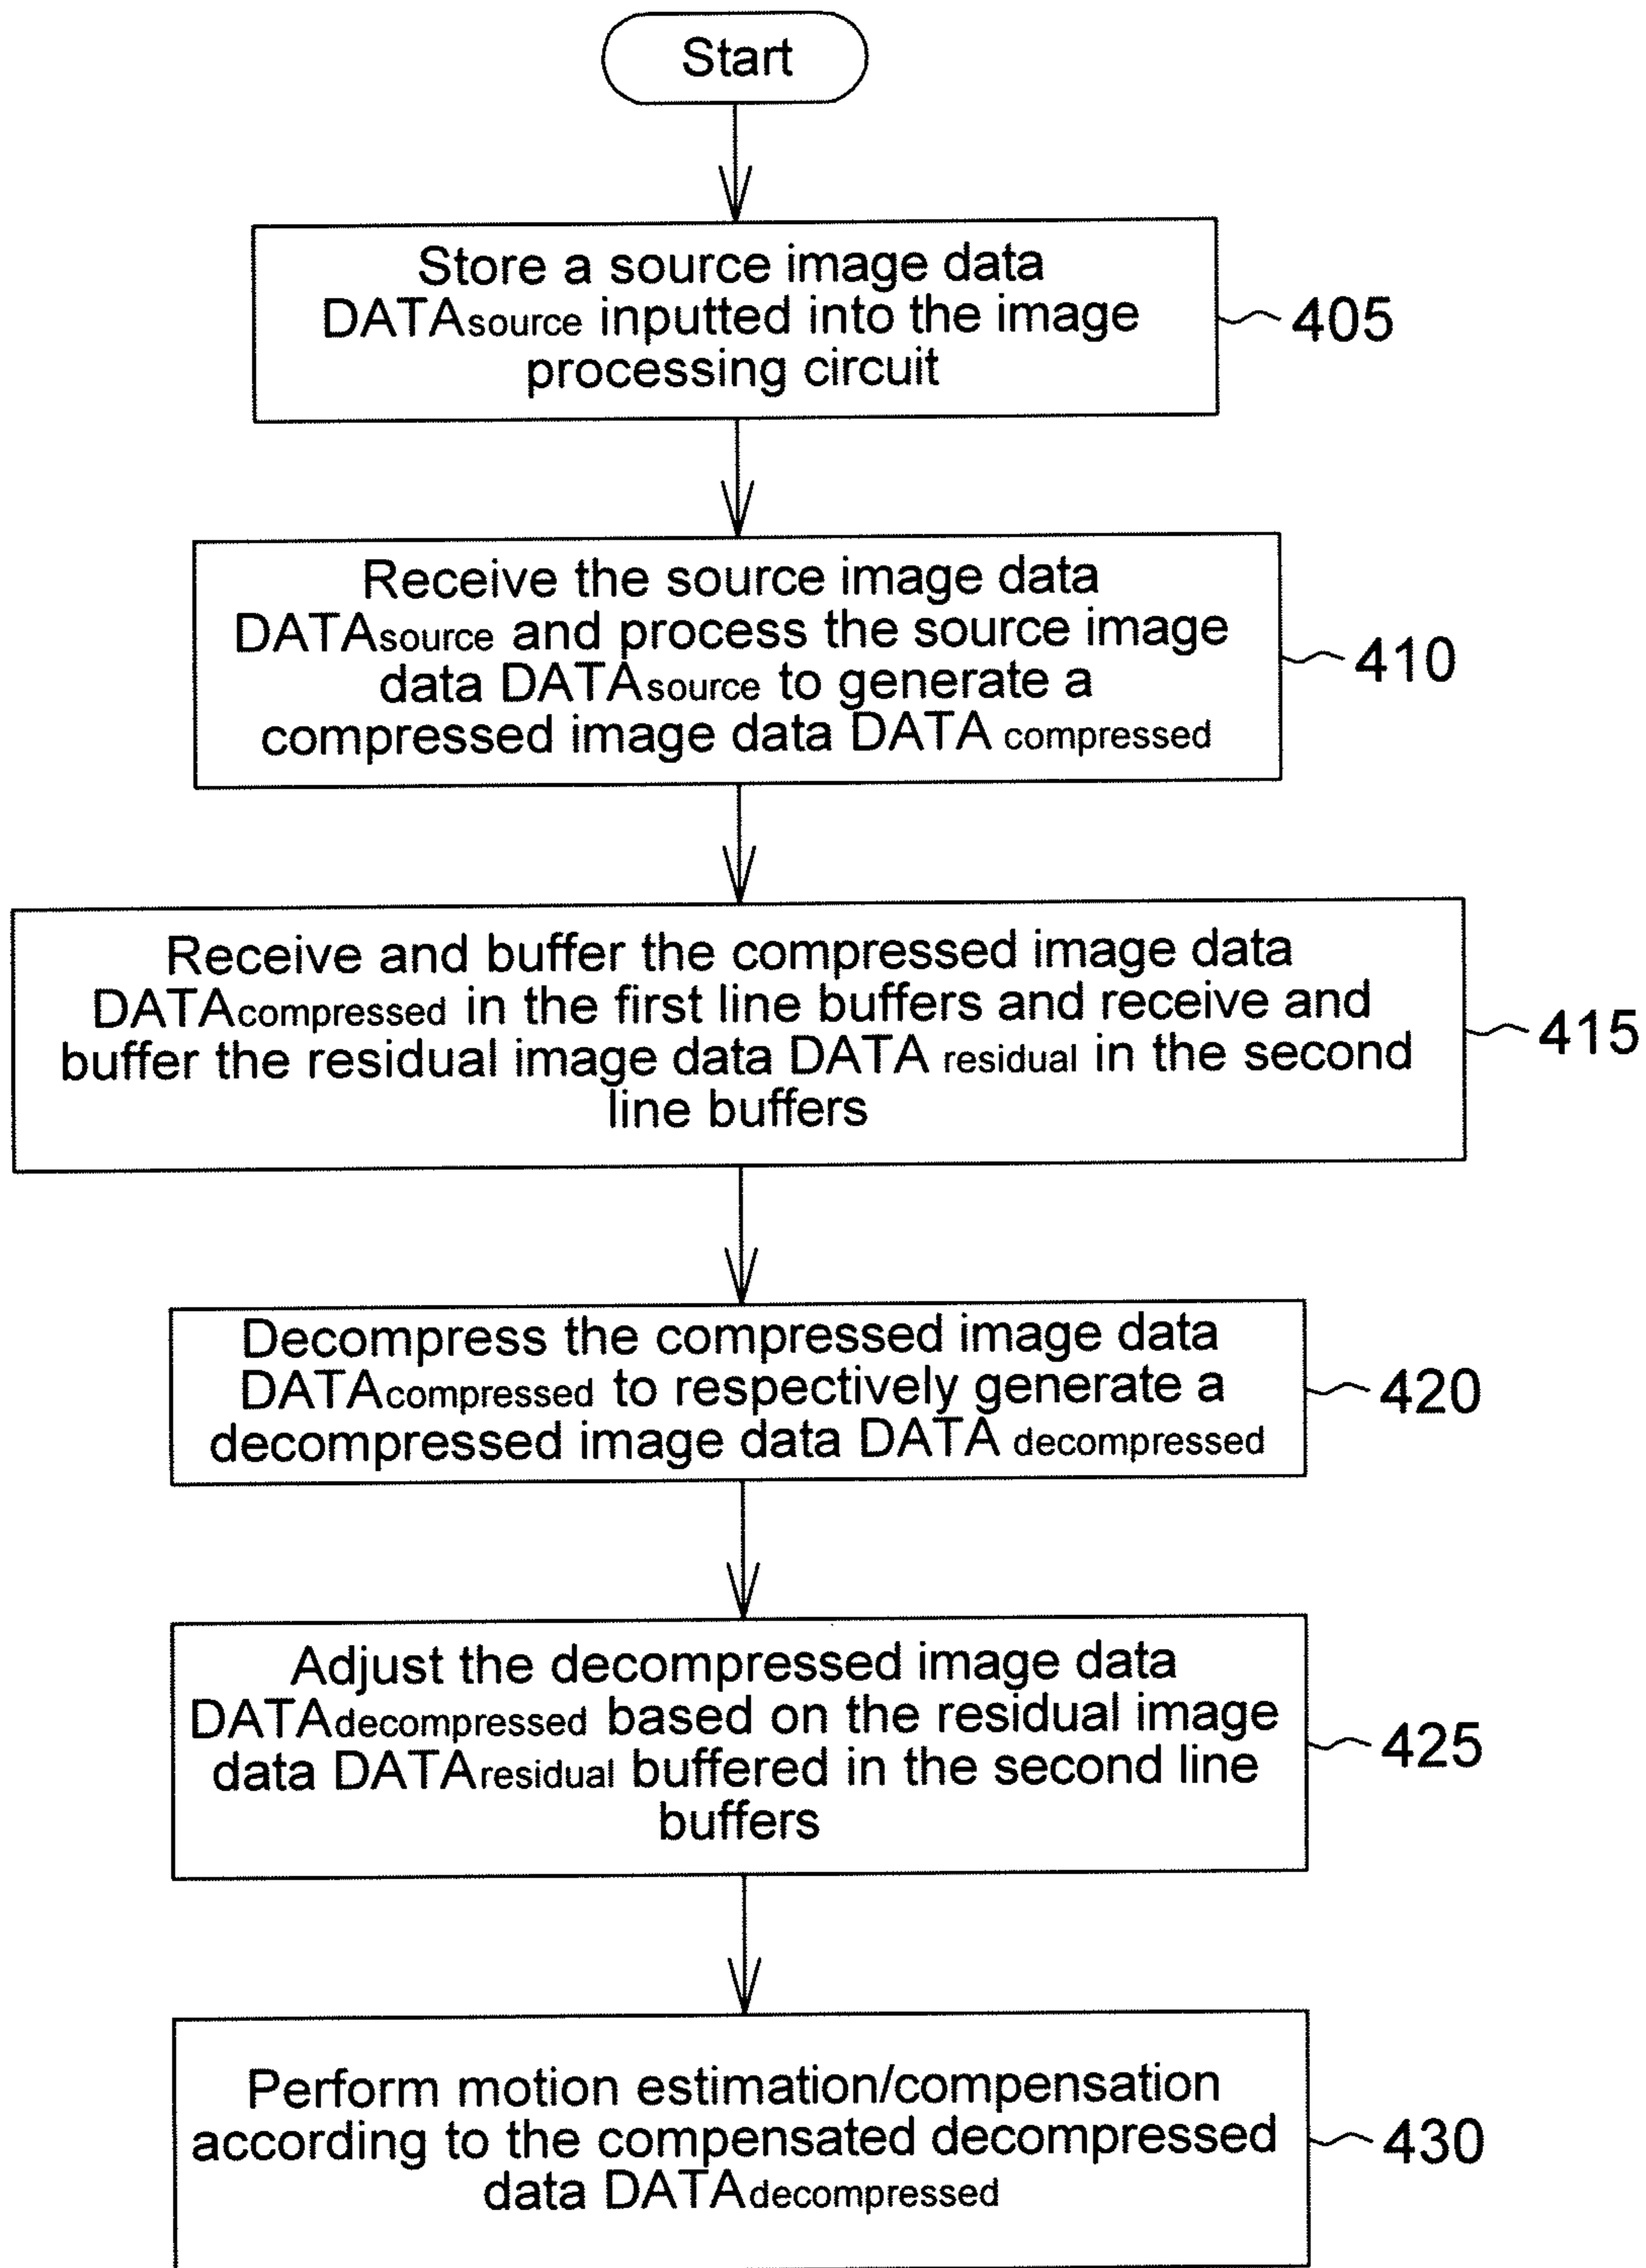 Start
Store a source image data
DATAsource inputted into the image
processing circuit
405
Receive the source image data
DATAsource and process the source image
data DATAsource to generate a
compressed image data DATA compressed
410
Receive and buffer the compressed image data
DATAcompressed in the first line buffers and receive and
buffer the residual image data DATA residual in the second
line buffers
415
Decompress the compressed image data
DATAcompressed to respectively generate a
decompressed image data DATA decompressed
420
Adjust the decompressed image data
DATAdecompressed based on the residual image
data DATAresidual buffered in the second line
buffers
425
Perform motion estimation/compensation
according to the compensated decompressed
data DATAdecompressed
430